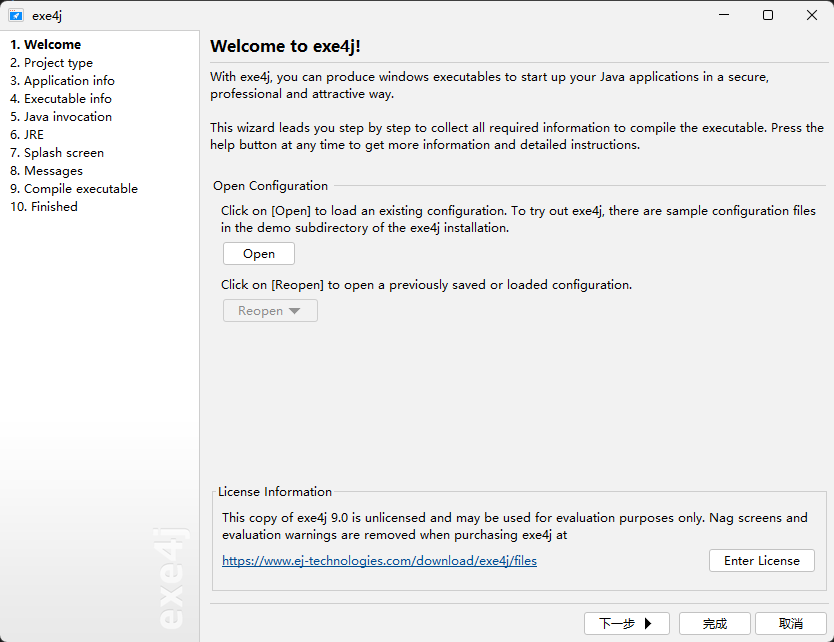 exe4j
1. Welcome
2. Project type
3. Application info
4. Executable info
5. Java invocation
6. JRE
7. Splash screen
8. Messages
9. Compile executable
10. Finished
exe4j
Welcome to exe4j!
With exe4j, you can produce windows executables to start up your Java applications in a secure,
professional and attractive way.
This wizard leads you step by step to collect all required information to compile the executable. Press the
help button at any time to get more information and detailed instructions.
Open Configuration
Click on [Open] to load an existing configuration. To try out exe4j, there are sample configuration files
in the demo subdirectory of the exe4j installation.
Open
Click on [Reopen] to open a previously saved or loaded configuration.
Reopen
License Information
This copy of exe4j 9.0 is unlicensed and may be used for evaluation purposes only. Nag screens and
evaluation warnings are removed when purchasing exe4j at
https://www.ej-technologies.com/download/exe4j/files
Enter License
下一步
完成
取消